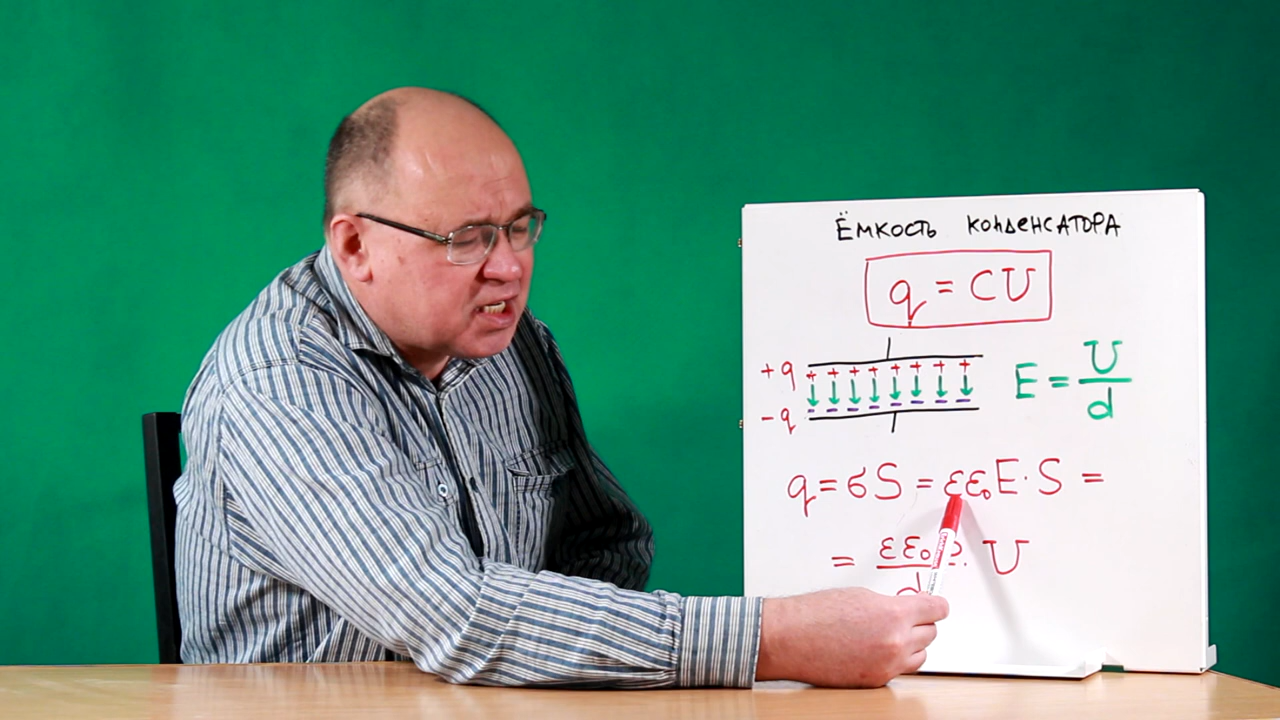 ЁМКОСТЬ КОНДЕНСАТОРА
q = CU
+q + + + + + + + +
-q - - - - - - - -
E = U/d
q = σS = εε₀E·S =
= εε₀S/d · U